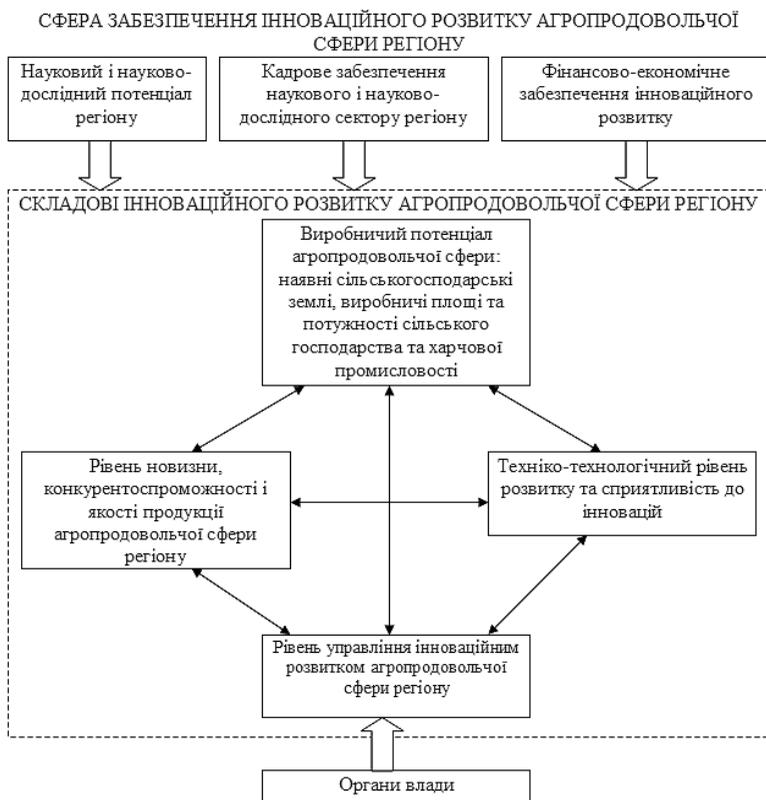 СФЕРА ЗАБЕЗПЕЧЕННЯ ІННОВАЦІЙНОГО РОЗВИТКУ АГРОПРОДОВОЛЬЧОЇ
СФЕРИ РЕГІОНУ
Науковий і науково-
дослідний потенціал
регіону
Кадрове забезпечення
наукового і науково-
дослідного сектору регіону
Фінансово-економічне
забезпечення інноваційного
розвитку
СКЛАДОВІ ІННОВАЦІЙНОГО РОЗВИТКУ АГРОПРОДОВОЛЬЧОЇ СФЕРИ РЕГІОНУ
Виробничий потенціал
агропродовольчої сфери:
наявні сільськогосподарські
землі, виробничі площі та
потужності сільського
господарства та харчової
промисловості
Рівень новизни,
конкурентоспроможності і
якості продукції
агропродовольчої сфери
регіону
Техніко-технологічний рівень
розвитку та сприятливість до
інновацій
Рівень управління інноваційним
розвитком агропродовольчої
сфери регіону
Органи влади